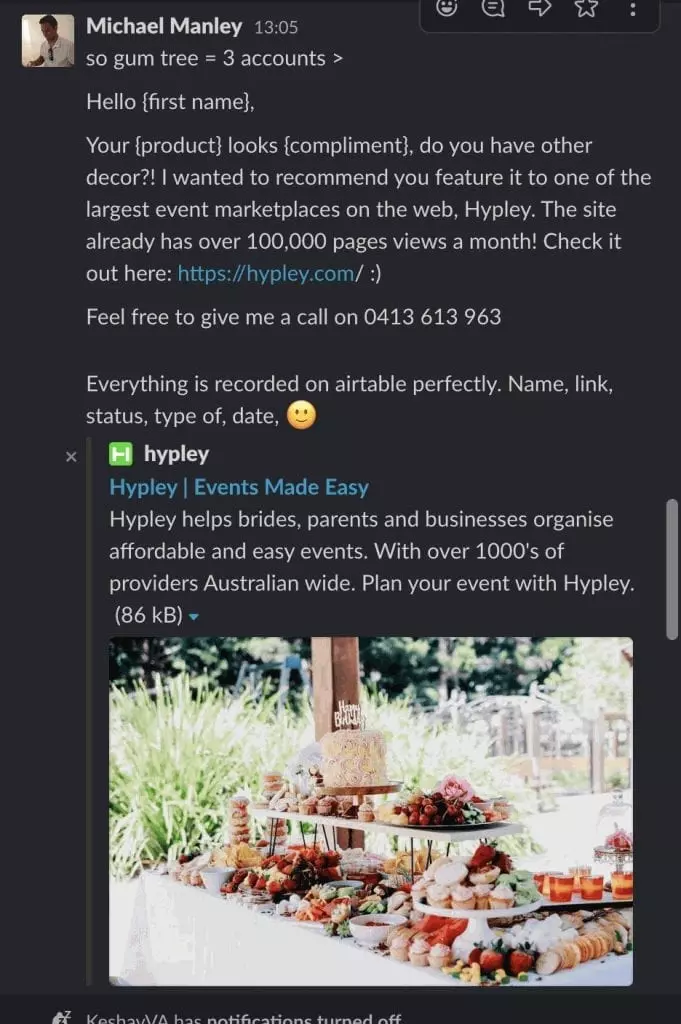 Michael Manley 13:05
so gum tree = 3 accounts >
Hello {first name},
Your {product} looks {compliment}, do you have other
decor?! I wanted to recommend you feature it to one of the
largest event marketplaces on the web, Hypley. The site
already has over 100,000 pages views a month! Check it
out here: https://hypley.com/ :)
Feel free to give me a call on 0413 613 963
Everything is recorded on airtable perfectly. Name, link,
status, type of, date, 🙂
hypley
Hypley | Events Made Easy
Hypley helps brides, parents and businesses organise
affordable and easy events. With over 1000's of
providers Australian wide. Plan your event with Hypley.
(86 kB)
Happy
Birthday
KeshavVA has notifications turned off